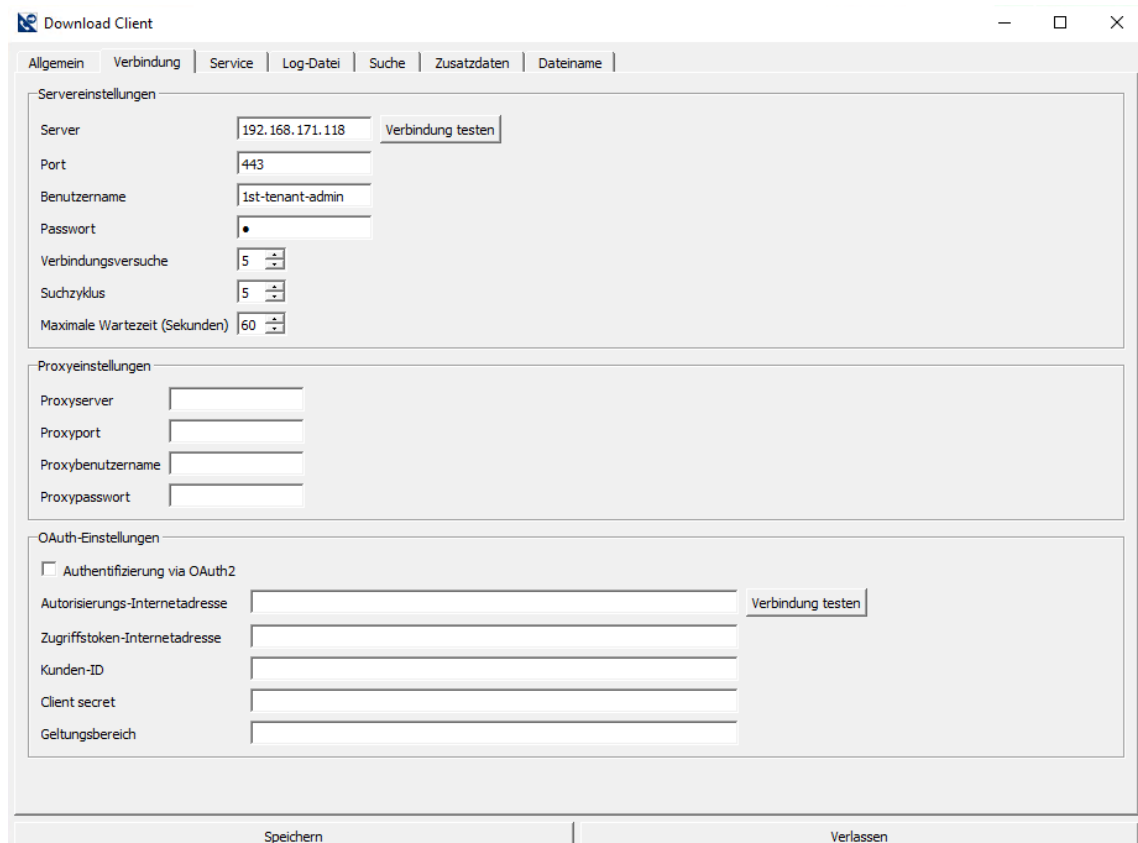 Download Client
Allgemein Verbindung Service Log-Datei Suche Zusatzdaten Dateiname
Servereinstellungen
Server 192.168.171.118 Verbindung testen
Port 443
Benutzername 1st-tenant-admin
Passwort ●
Verbindungsversuche 5
Suchzyklus 5
Maximale Wartezeit (Sekunden) 60
Proxyeinstellungen
Proxyserver
Proxyport
Proxybenutzername
Proxypasswort
OAuth-Einstellungen
Authentifizierung via OAuth2
Autorisierungs-Internetadresse Verbindung testen
Zugriffstoken-Internetadresse
Kunden-ID
Client secret
Geltungsbereich
Speichern Verlassen